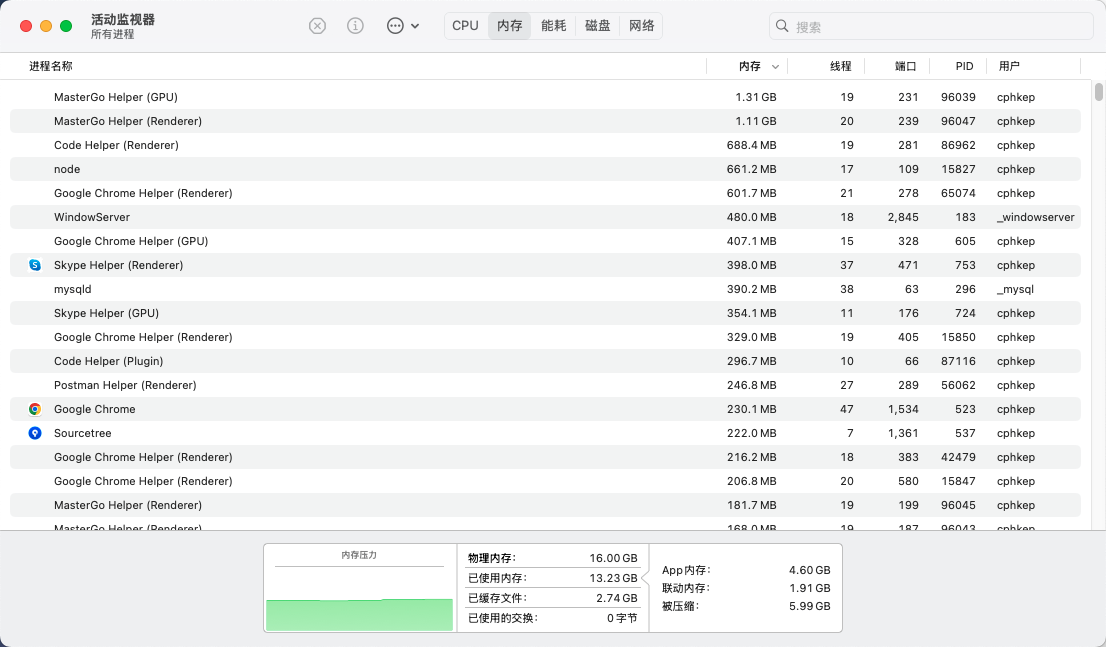 活动监视器
所有进程
CPU 内存 能耗 磁盘 网络
搜索
进程名称 内存 线程 端口 PID 用户
MasterGo Helper (GPU) 1.31 GB 19 231 96039 cphkep
MasterGo Helper (Renderer) 1.11 GB 20 239 96047 cphkep
Code Helper (Renderer) 688.4 MB 19 281 86962 cphkep
node 661.2 MB 17 109 15827 cphkep
Google Chrome Helper (Renderer) 601.7 MB 21 278 65074 cphkep
WindowServer 480.0 MB 18 2,845 183 _windowserver
Google Chrome Helper (GPU) 407.1 MB 15 328 605 cphkep
Skype Helper (Renderer) 398.0 MB 37 471 753 cphkep
mysqld 390.2 MB 38 63 296 _mysql
Skype Helper (GPU) 354.1 MB 11 176 724 cphkep
Google Chrome Helper (Renderer) 329.0 MB 19 405 15850 cphkep
Code Helper (Plugin) 296.7 MB 10 66 87116 cphkep
Postman Helper (Renderer) 246.8 MB 27 289 56062 cphkep
Google Chrome 230.1 MB 47 1,534 523 cphkep
Sourcetree 222.0 MB 7 1,361 537 cphkep
Google Chrome Helper (Renderer) 216.2 MB 18 383 42479 cphkep
Google Chrome Helper (Renderer) 206.8 MB 20 580 15847 cphkep
MasterGo Helper (Renderer) 181.7 MB 19 199 96045 cphkep
MasterGo Helper (Renderer) 168.0 MB 19 187 96043 cphkep
内存压力
物理内存: 16.00 GB
已使用内存: 13.23 GB
已缓存文件: 2.74 GB
已使用的交换: 0 字节
App内存: 4.60 GB
联动内存: 1.91 GB
被压缩: 5.99 GB